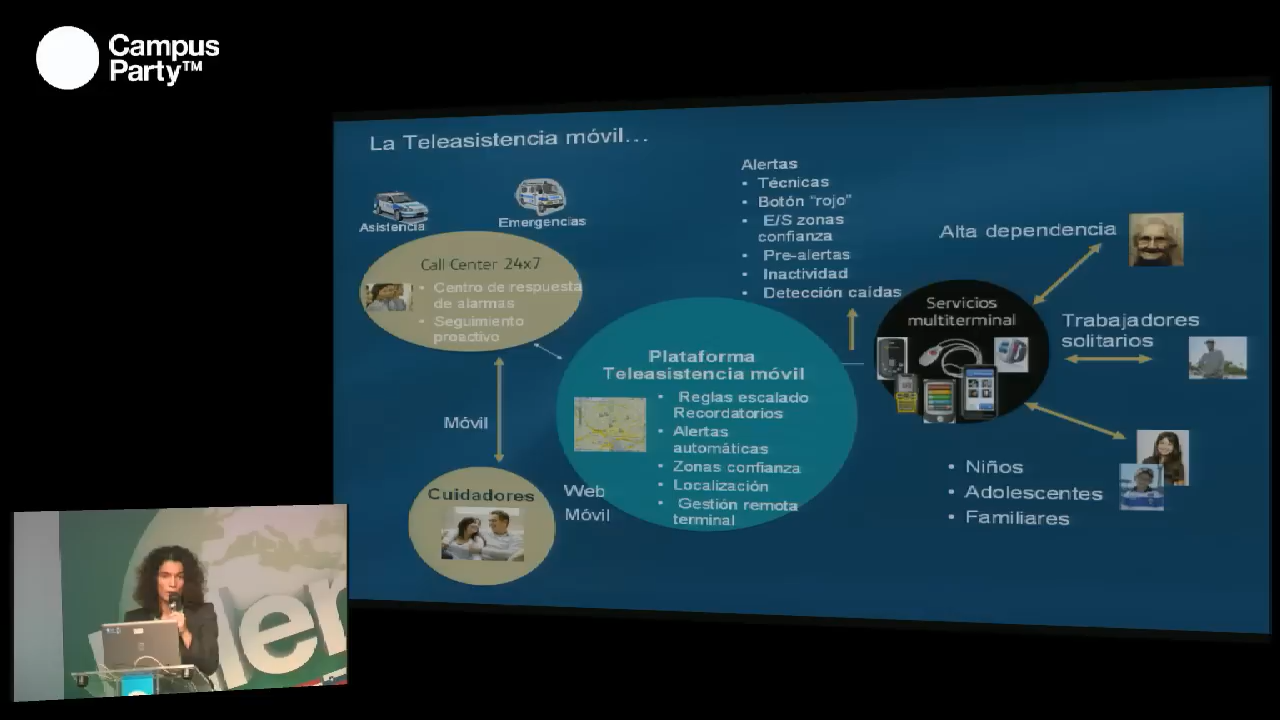 Campus
Party™
La Teleasistencia móvil...
Asistencia
Emergencias
Call Center 24x7
• Centro de respuesta
de alarmas
• Seguimiento
proactivo
Móvil
Cuidadores
Web
Móvil
Plataforma
Teleasistencia móvil
• Reglas escalado
Recordatorios
• Alertas
automáticas
• Zonas confianza
• Localización
• Gestión remota
terminal
Alertas
• Técnicas
• Botón "rojo"
• E/S zonas
confianza
• Pre-alertas
• Inactividad
• Detección caídas
Servicios
multiterminal
Alta dependencia
Trabajadores
solitarios
• Niños
• Adolescentes
• Familiares